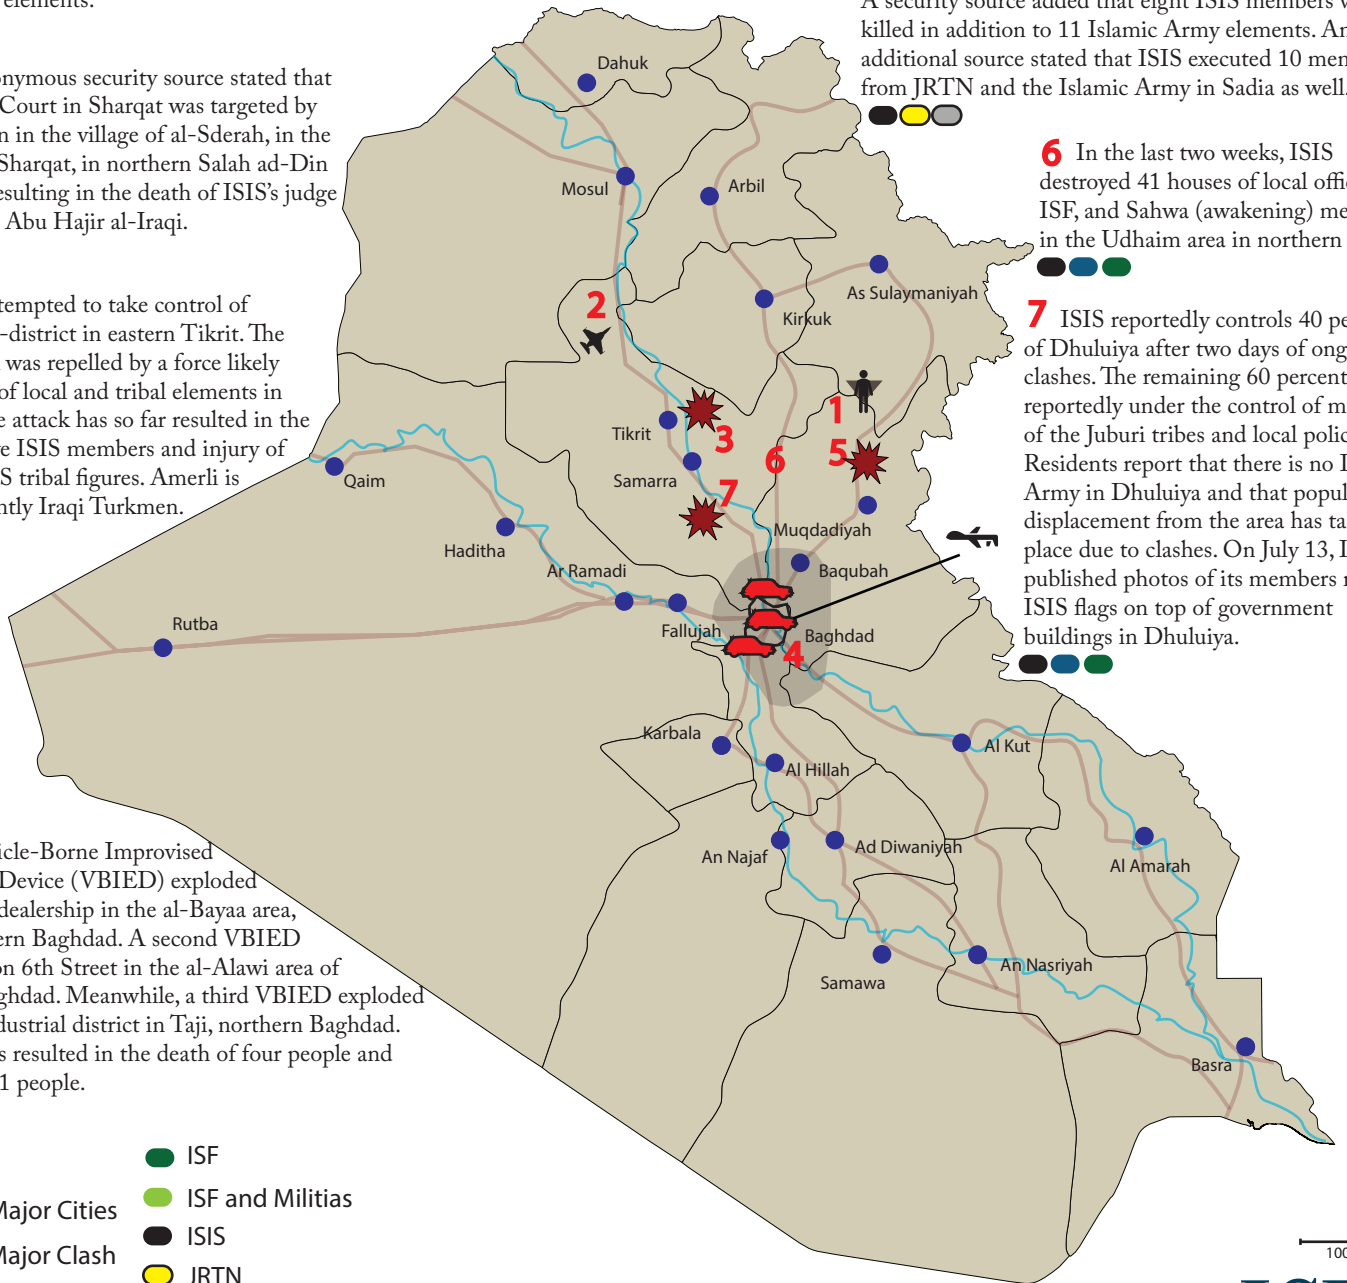 elements.
onymous security source stated that
Court in Sharqat was targeted by
n in the village of al-Sderah, in the
Sharqat, in northern Salah ad-Din
esulting in the death of ISIS's judge
Abu Hajir al-Iraqi.
tempted to take control of
-district in eastern Tikrit. The
was repelled by a force likely
of local and tribal elements in
e attack has so far resulted in the
e ISIS members and injury of
S tribal figures. Amerli is
ntly Iraqi Turkmen.
icle-Borne Improvised
Device (VBIED) exploded
dealership in the al-Bayaa area,
ern Baghdad. A second VBIED
on 6th Street in the al-Alawi area of
ghdad. Meanwhile, a third VBIED exploded
dustrial district in Taji, northern Baghdad.
s resulted in the death of four people and
1 people.
A security source added that eight ISIS members w
killed in addition to 11 Islamic Army elements. An
additional source stated that ISIS executed 10 mem
from JRTN and the Islamic Army in Sadia as well.
6 In the last two weeks, ISIS
destroyed 41 houses of local offic
ISF, and Sahwa (awakening) me
in the Udhaim area in northern
7 ISIS reportedly controls 40 pe
of Dhuluiya after two days of ong
clashes. The remaining 60 percent
reportedly under the control of m
of the Juburi tribes and local polic
Residents report that there is no I
Army in Dhuluiya and that popul
displacement from the area has ta
place due to clashes. On July 13, I
published photos of its members r
ISIS flags on top of government
buildings in Dhuluiya.
Dahuk
Mosul
Arbil
As Sulaymaniyah
2
Kirkuk
1
Tikrit
3
5
6
Samarra
7
Qaim
Muqdadiyah
Haditha
Ar Ramadi
Baqubah
Rutba
Fallujah
Baghdad
4
Karbala
Al Kut
Al Hillah
An Najaf
Ad Diwaniyah
Al Amarah
Samawa
An Nasriyah
Basra
ISF
ISF and Militias
Major Cities
ISIS
Major Clash
JRTN
100